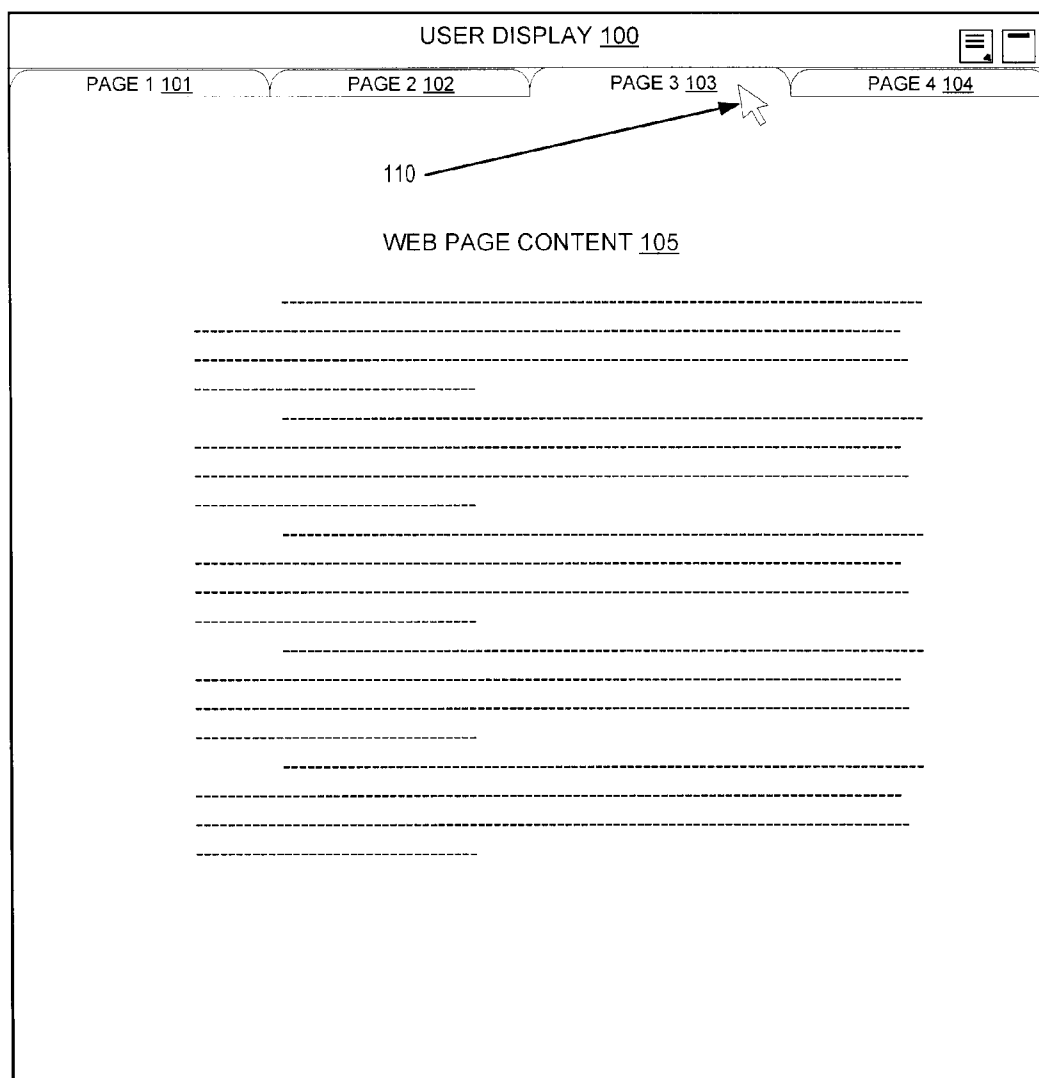 USER DISPLAY 100
PAGE 1 101 PAGE 2 102 PAGE 3 103 PAGE 4 104
110
WEB PAGE CONTENT 105